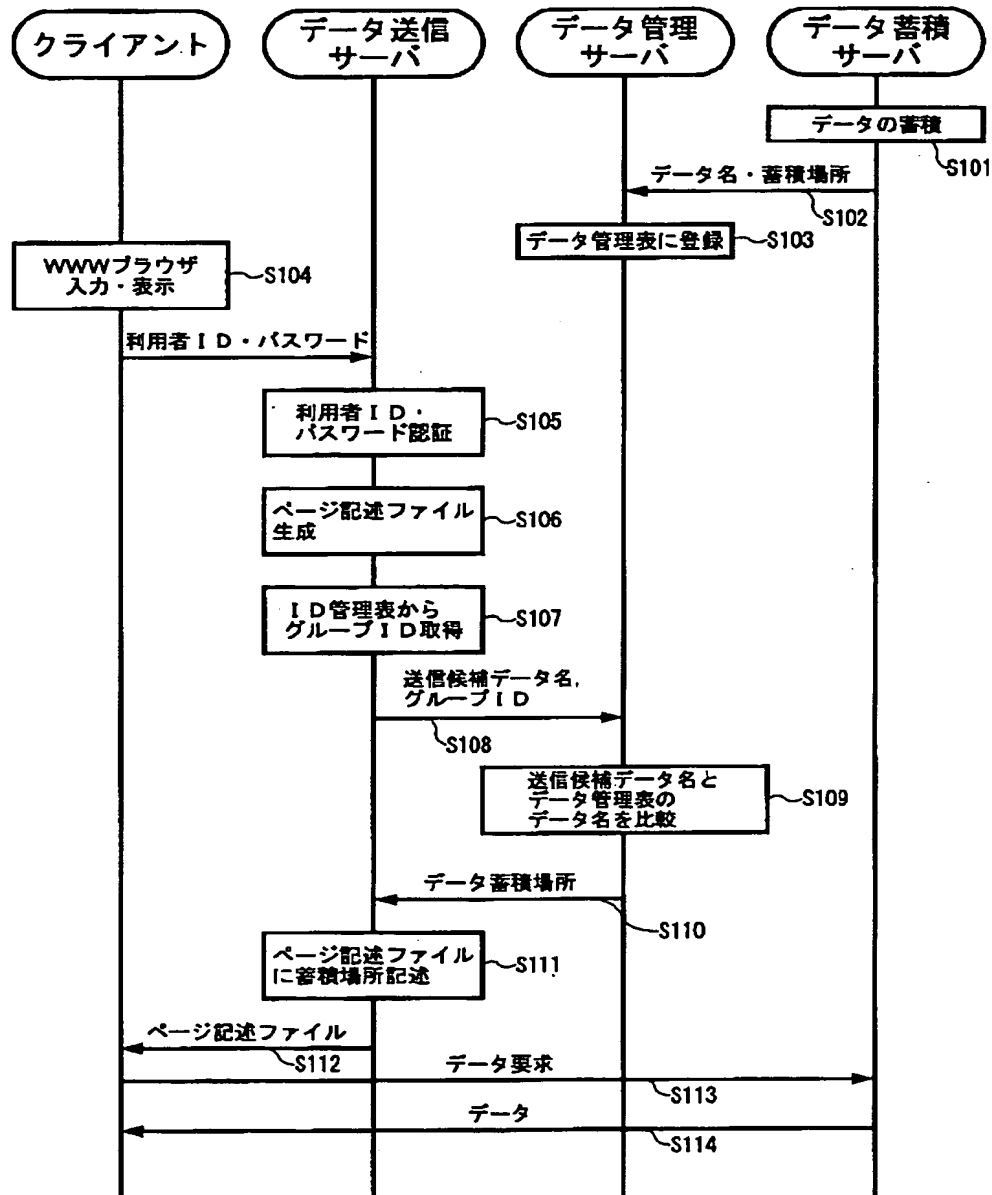 クライアント
データ送信
サーバ
データ管理
サーバ
データ蓄積
サーバ
データの蓄積
S101
データ名・蓄積場所
S102
データ管理表に登録
S103
WWWブラウザ
入力・表示
S104
利用者ID・パスワード
利用者ID・
パスワード認証
S105
ページ記述ファイル
生成
S106
ID管理表から
グループID取得
S107
送信候補データ名,
グループID
S108
送信候補データ名と
データ管理表の
データ名を比較
S109
データ蓄積場所
S110
ページ記述ファイル
に蓄積場所記述
S111
ページ記述ファイル
S112
データ要求
S113
データ
S114